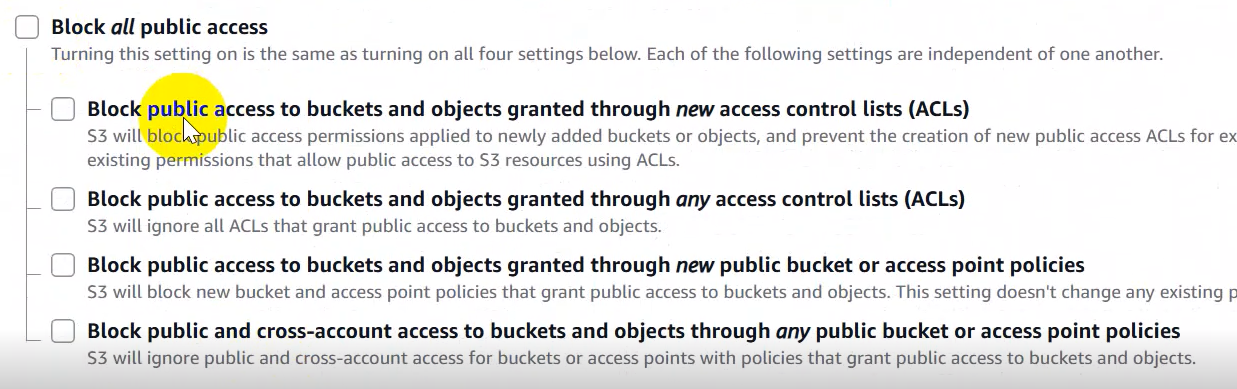 Block all public access
Turning this setting on is the same as turning on all four settings below. Each of the following settings are independent of one another.
Block public access to buckets and objects granted through new access control lists (ACLs)
S3 will block public access permissions applied to newly added buckets or objects, and prevent the creation of new public access ACLs for ex
existing permissions that allow public access to S3 resources using ACLs.
Block public access to buckets and objects granted through any access control lists (ACLs)
S3 will ignore all ACLs that grant public access to buckets and objects.
Block public access to buckets and objects granted through new public bucket or access point policies
S3 will block new bucket and access point policies that grant public access to buckets and objects. This setting doesn't change any existing p
Block public and cross-account access to buckets and objects through any public bucket or access point policies
S3 will ignore public and cross-account access for buckets or access points with policies that grant public access to buckets and objects.